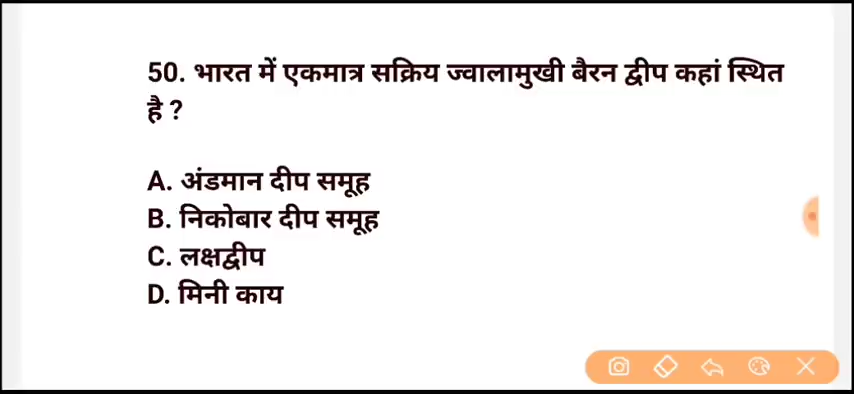 50. भारत में एकमात्र सक्रिय ज्वालामुखी बैरन द्वीप कहां स्थित
है ?
A. अंडमान दीप समूह
B. निकोबार दीप समूह
C. लक्षद्वीप
D. मिनी काय